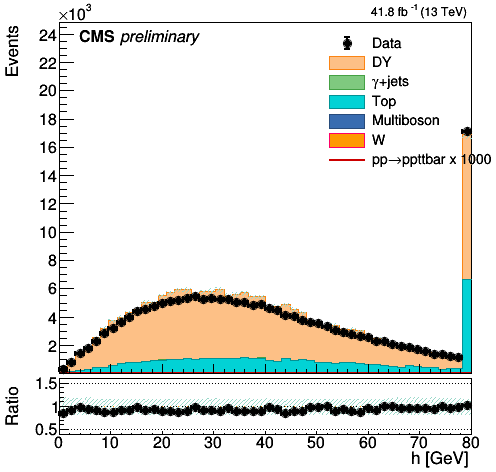 ×10³
41.8 fb⁻¹ (13 TeV)
CMS preliminary
Events
24
22
20
18
16
14
12
10
8
6
4
2
Data
DY
γ+jets
Top
Multiboson
W
pp→ppttbar x 1000
Ratio
1.5
1
0.5
0 10 20 30 40 50 60 70 80
h [GeV]